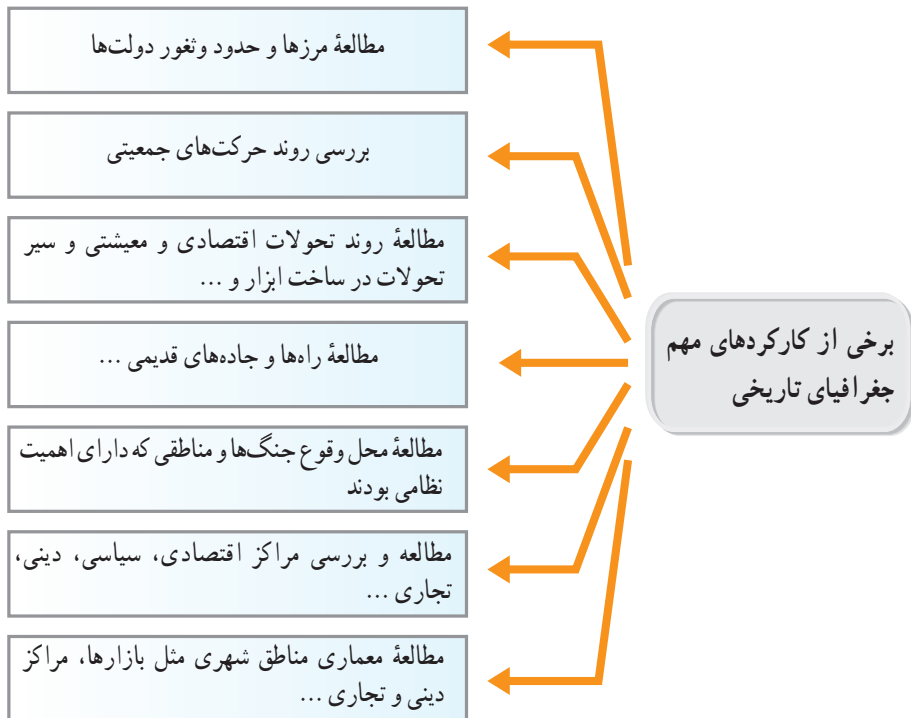 برخی از کارکردهای مهم
جغرافیای تاریخی
مطالعهٔ مرزها و حدود وثغور دولت‌ها
بررسی روند حرکت‌های جمعیتی
مطالعهٔ روند تحولات اقتصادی و معیشتی و سیر
تحولات در ساخت ابزار و ...
مطالعهٔ راه‌ها و جاده‌های قدیمی ...
مطالعهٔ محل وقوع جنگ‌ها و مناطقی که دارای اهمیت
نظامی بودند
مطالعه و بررسی مراکز اقتصادی، سیاسی، دینی،
تجاری ...
مطالعهٔ معماری مناطق شهری مثل بازارها، مراکز
دینی و تجاری ...